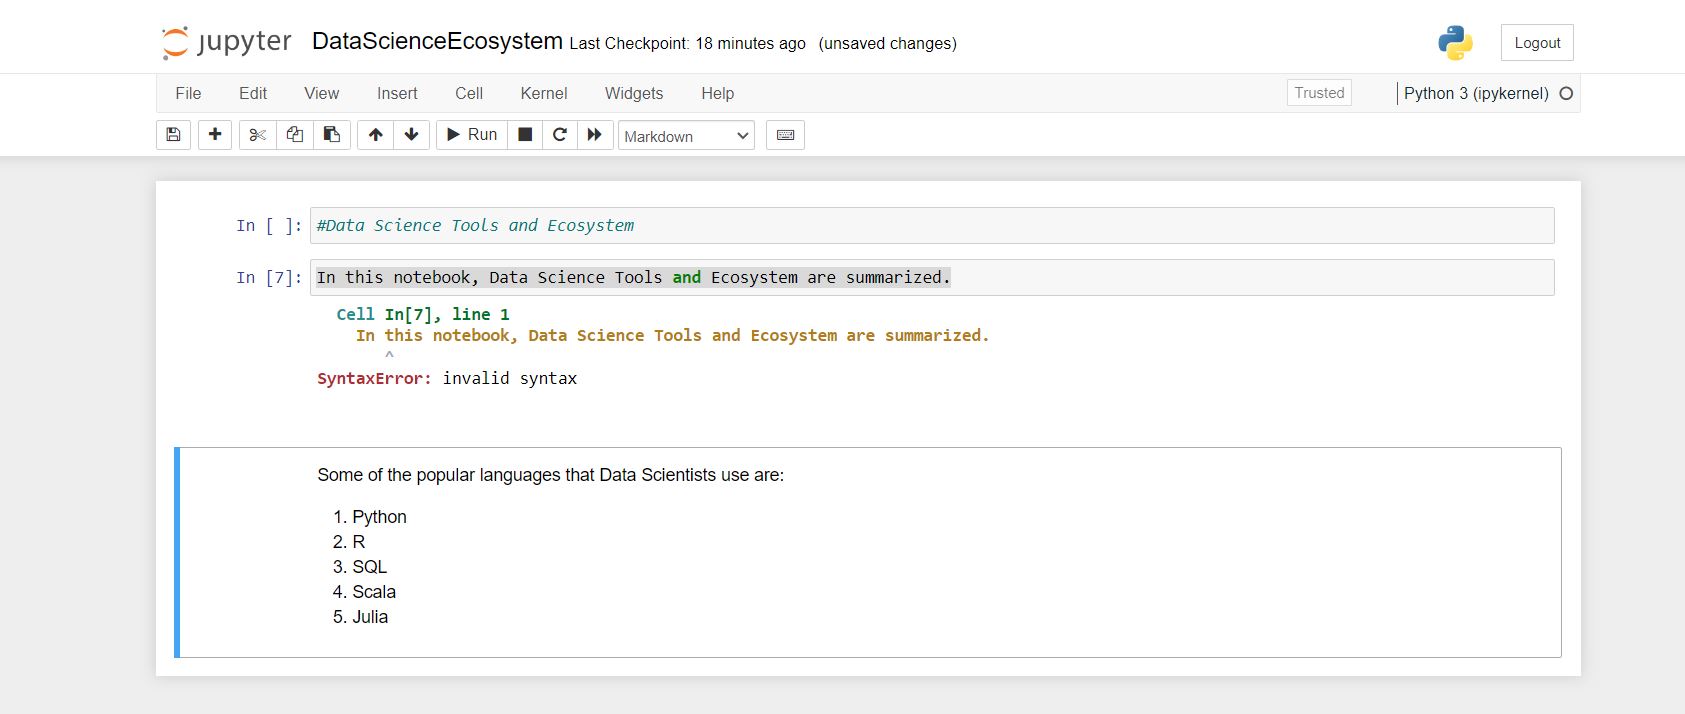 jupyter DataScienceEcosystem Last Checkpoint: 18 minutes ago (unsaved changes) Logout
File Edit View Insert Cell Kernel Widgets Help Trusted Python 3 (ipykernel)
Run Markdown
In [ ]: #Data Science Tools and Ecosystem
In [7]: In this notebook, Data Science Tools and Ecosystem are summarized.
Cell In[7], line 1
In this notebook, Data Science Tools and Ecosystem are summarized.
^
SyntaxError: invalid syntax
Some of the popular languages that Data Scientists use are:
1. Python
2. R
3. SQL
4. Scala
5. Julia